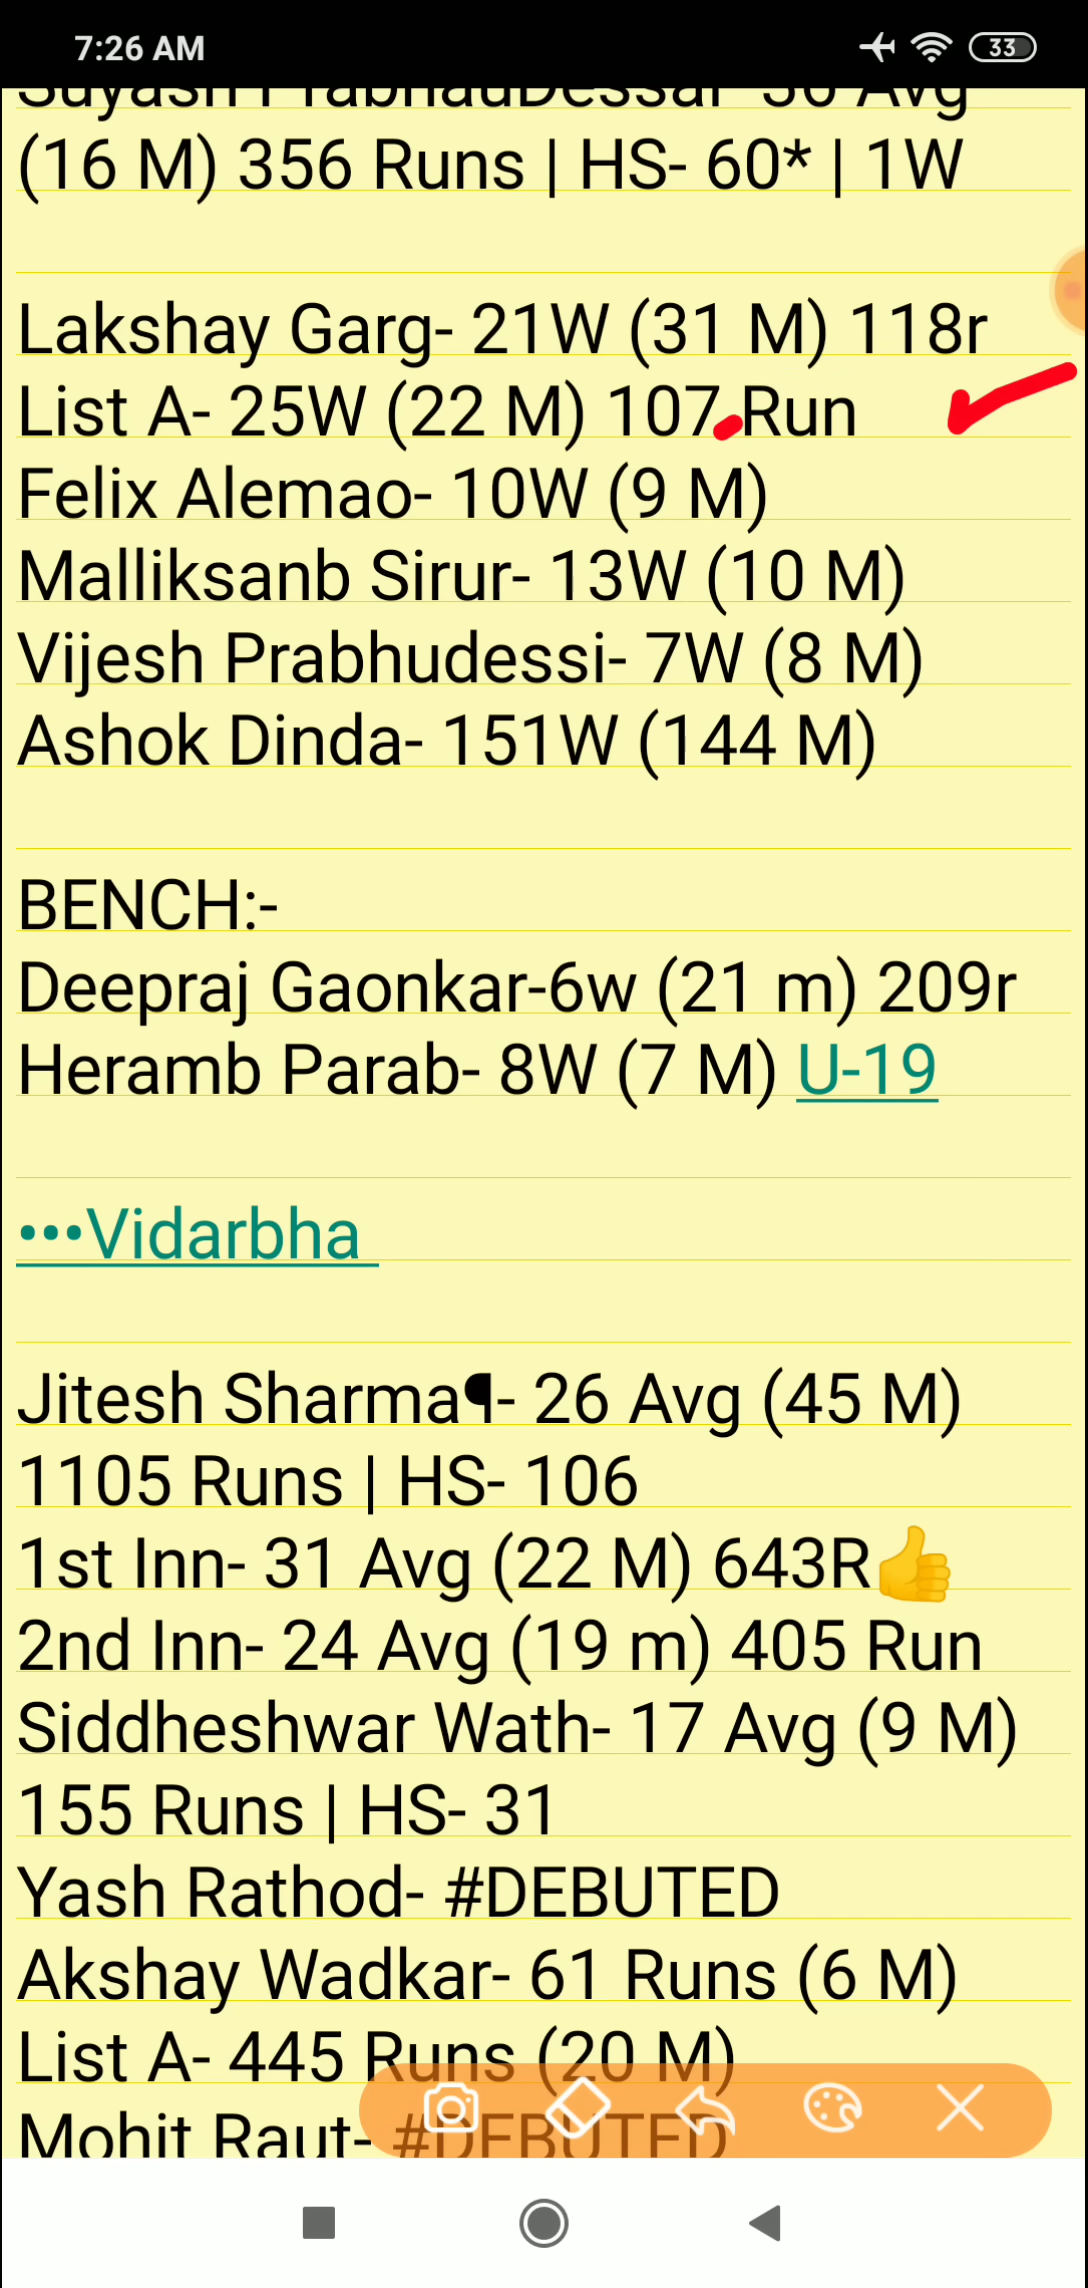 7:26 AM
33
Suyash PrabhuDessai- 36 Avg
(16 M) 356 Runs | HS- 60* | 1W
Lakshay Garg- 21W (31 M) 118r
List A- 25W (22 M) 107 Run
Felix Alemao- 10W (9 M)
Malliksanb Sirur- 13W (10 M)
Vijesh Prabhudessi- 7W (8 M)
Ashok Dinda- 151W (144 M)
BENCH:-
Deepraj Gaonkar-6w (21 m) 209r
Heramb Parab- 8W (7 M) U-19
•••Vidarbha
Jitesh Sharma¶- 26 Avg (45 M)
1105 Runs | HS- 106
1st Inn- 31 Avg (22 M) 643R👍
2nd Inn- 24 Avg (19 m) 405 Run
Siddheshwar Wath- 17 Avg (9 M)
155 Runs | HS- 31
Yash Rathod- #DEBUTED
Akshay Wadkar- 61 Runs (6 M)
List A- 445 Runs (20 M)
Mohit Raut- #DEBUTED